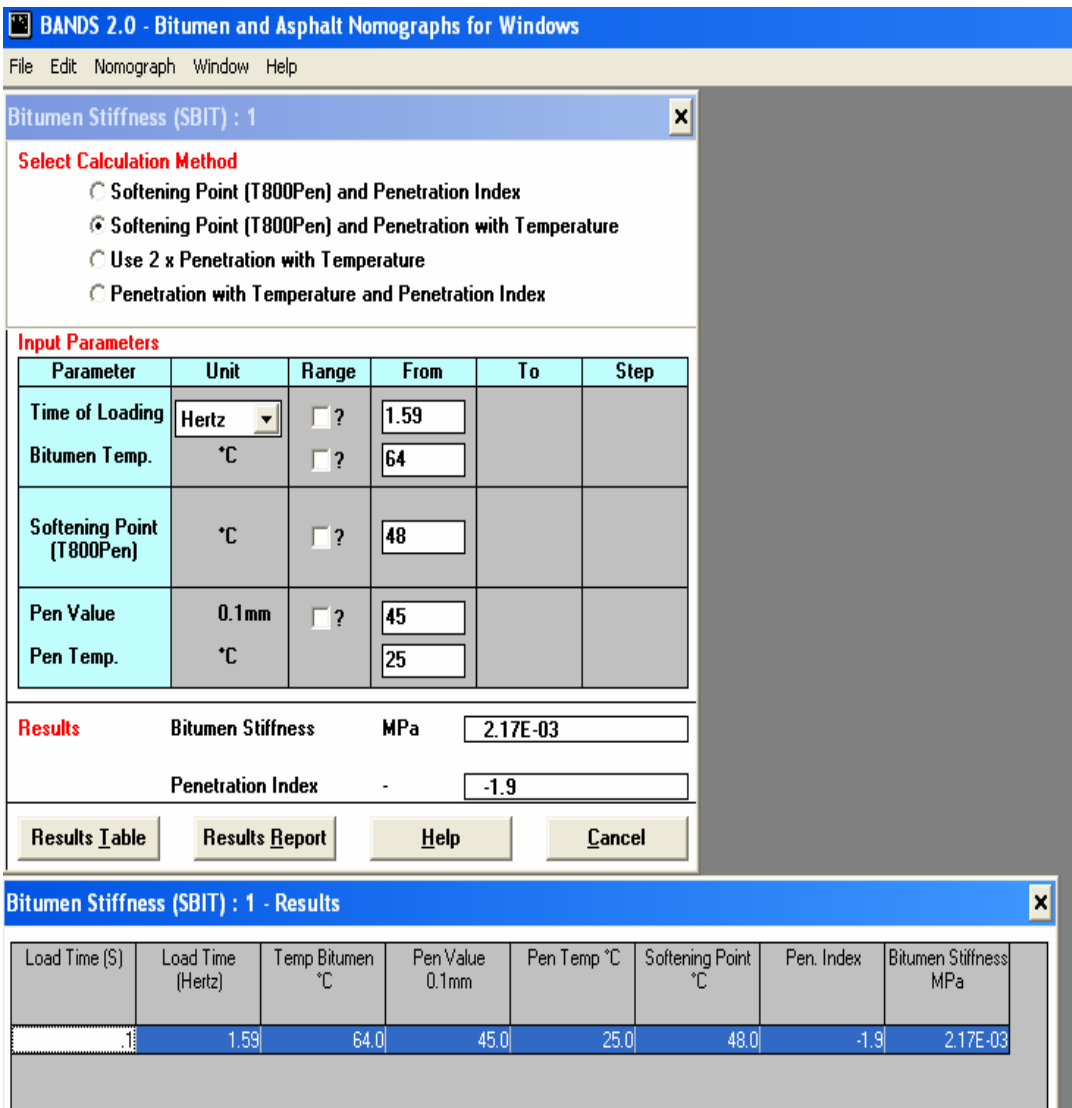 BANDS 2.0 - Bitumen and Asphalt Nomographs for Windows
File Edit Nomograph Window Help
Bitumen Stiffness (SBIT) : 1
Select Calculation Method
Softening Point (T800Pen) and Penetration Index
Softening Point (T800Pen) and Penetration with Temperature
Use 2 x Penetration with Temperature
Penetration with Temperature and Penetration Index
Input Parameters
Parameter Unit Range From To Step
Time of Loading Hertz ? 1.59
Bitumen Temp. °C ? 64
Softening Point
(T800Pen) °C ? 48
Pen Value 0.1mm ? 45
Pen Temp. °C 25
Results Bitumen Stiffness MPa 2.17E-03
Penetration Index - -1.9
Results Table Results Report Help Cancel
Bitumen Stiffness (SBIT) : 1 - Results
Load Time (S) Load Time Temp Bitumen Pen Value Pen Temp °C Softening Point Pen. Index Bitumen Stiffness
(Hertz) °C 0.1mm °C MPa
.1 1.59 64.0 45.0 25.0 48.0 -1.9 2.17E-03